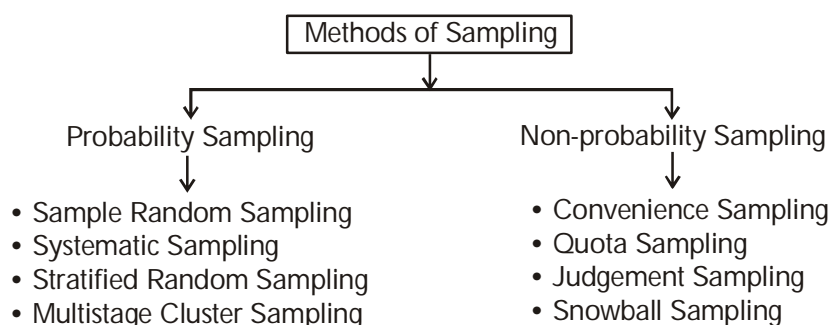 Methods of Sampling
Probability Sampling
Non-probability Sampling
• Sample Random Sampling
• Systematic Sampling
• Stratified Random Sampling
• Multistage Cluster Sampling
• Convenience Sampling
• Quota Sampling
• Judgement Sampling
• Snowball Sampling